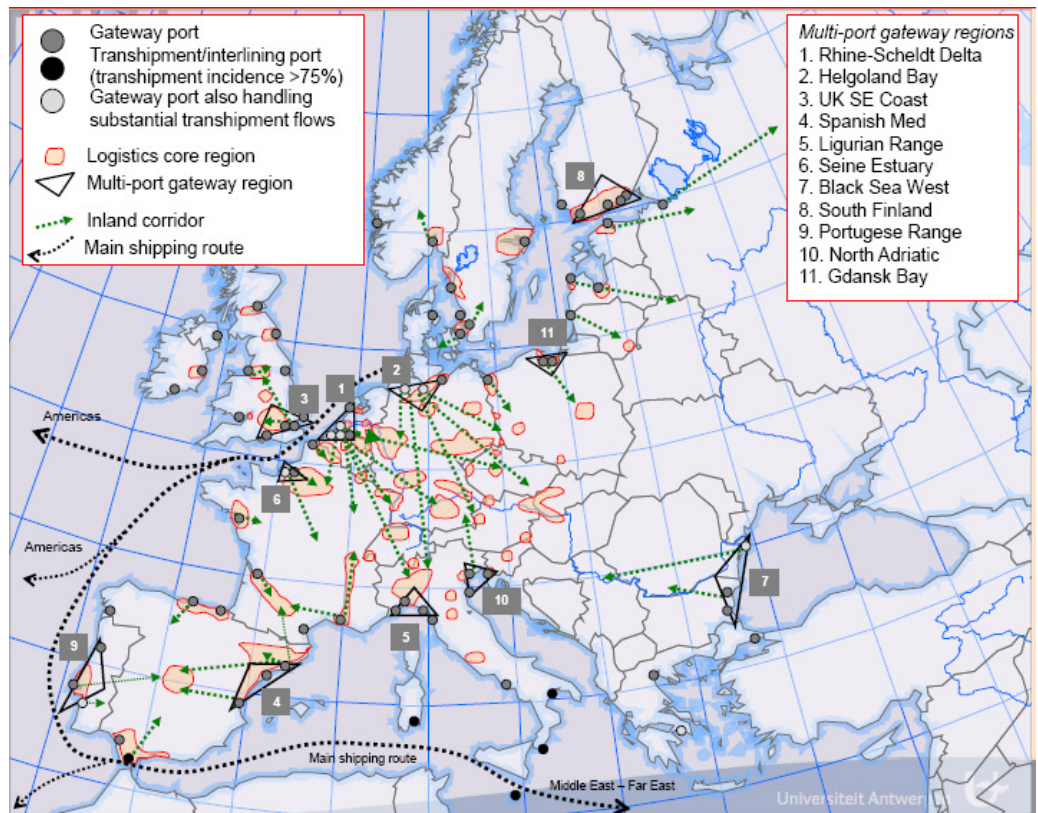 Gateway port
Transhipment/interlining port
(transhipment incidence >75%)
Gateway port also handling
substantial transhipment flows
Logistics core region
Multi-port gateway region
Inland corridor
Main shipping route
Multi-port gateway regions
1. Rhine-Scheldt Delta
2. Helgoland Bay
3. UK SE Coast
4. Spanish Med
5. Ligurian Range
6. Seine Estuary
7. Black Sea West
8. South Finland
9. Portugese Range
10. North Adriatic
11. Gdansk Bay
8
11
2
1
3
Americas
6
Americas
7
10
5
9
4
Main shipping route
Middle East – Far East
Universiteit Antwerpen